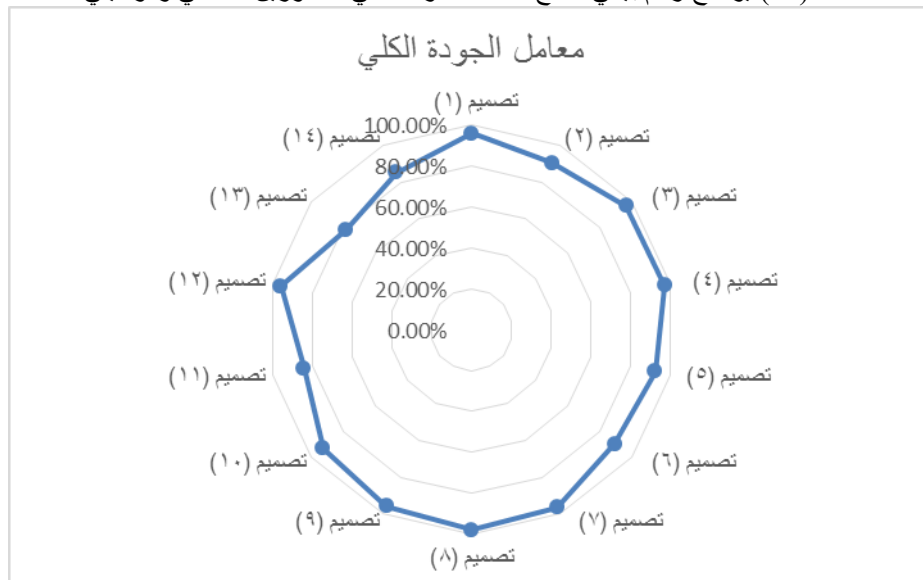 معامل الجودة الكلي
تصميم (١)
تصميم (٢)
تصميم (٣)
تصميم (٤)
تصميم (٥)
تصميم (٦)
تصميم (٧)
تصميم (٨)
تصميم (٩)
تصميم (١٠)
تصميم (١١)
تصميم (١٢)
تصميم (١٣)
تصميم (١٤)
100.00%
80.00%
60.00%
40.00%
20.00%
0.00%